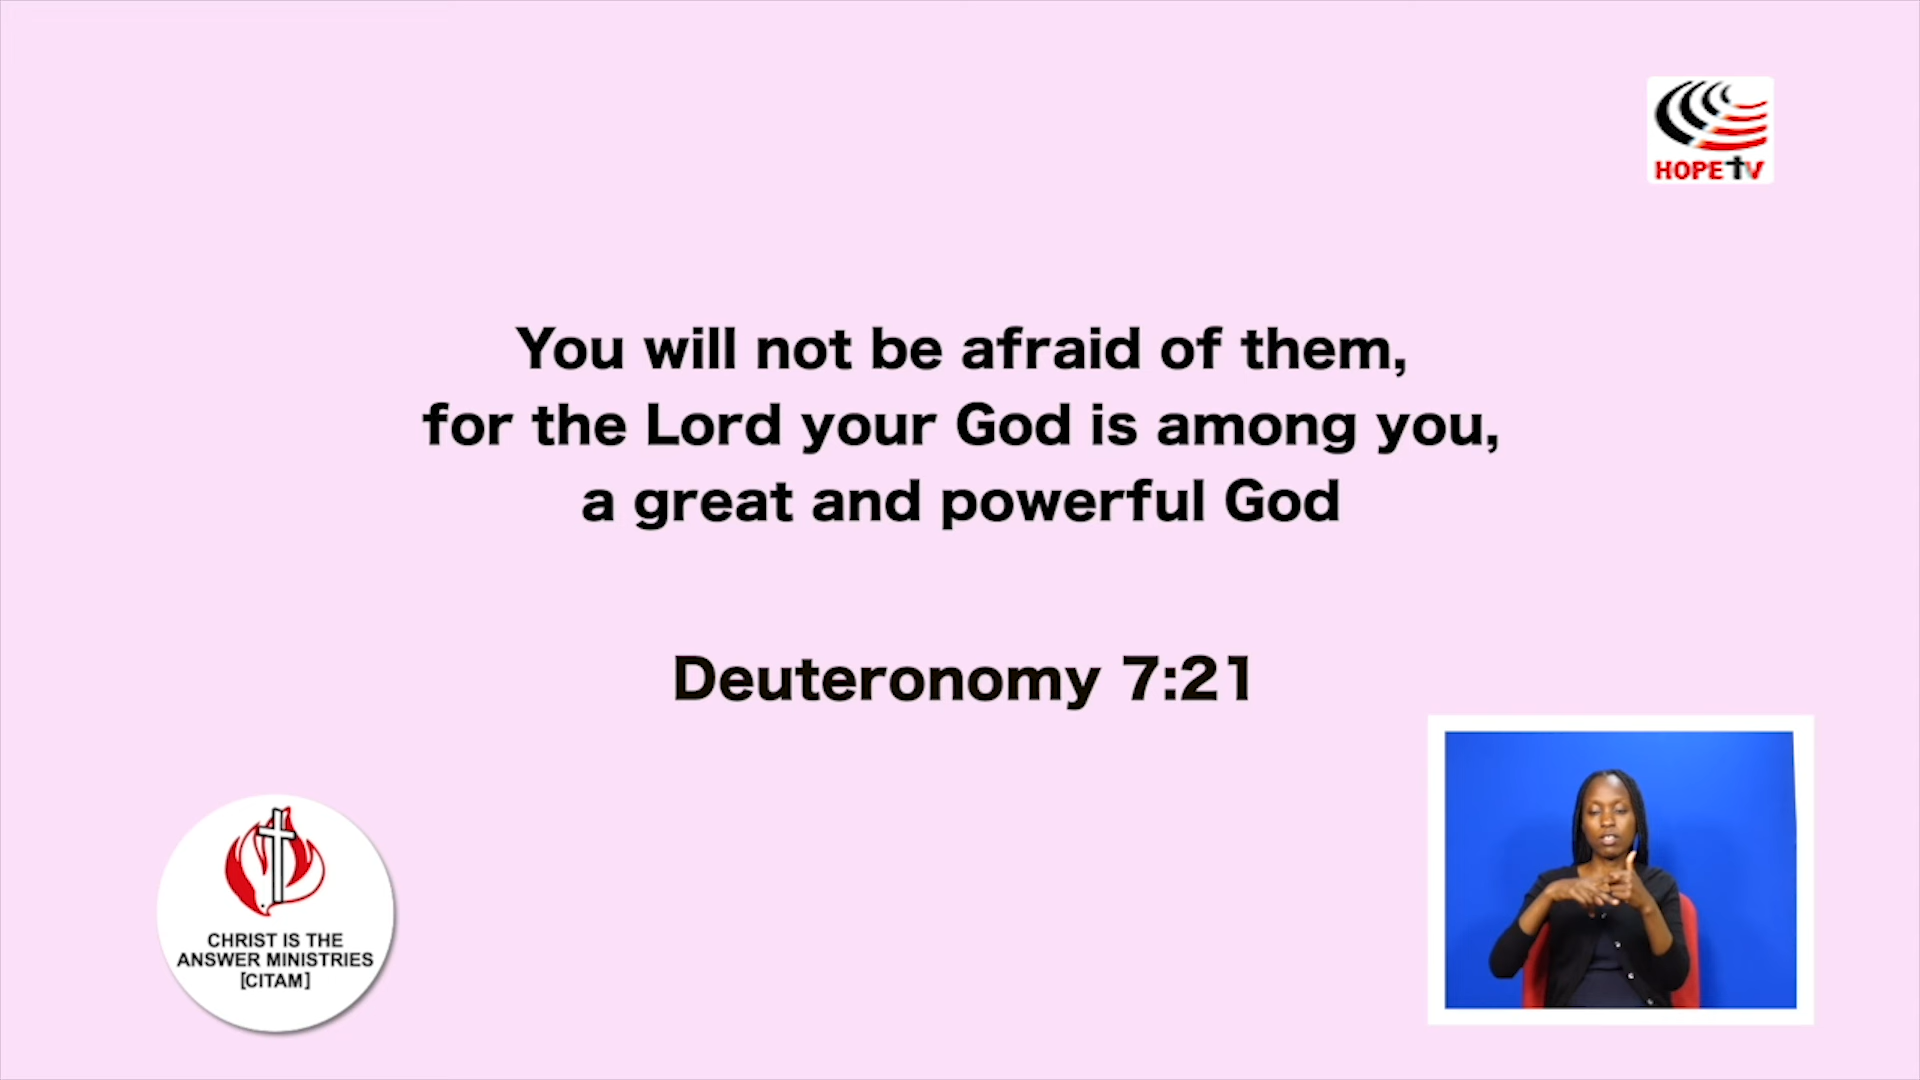 HOPE TV
You will not be afraid of them,
for the Lord your God is among you,
a great and powerful God
Deuteronomy 7:21
CHRIST IS THE
ANSWER MINISTRIES
[CITAM]